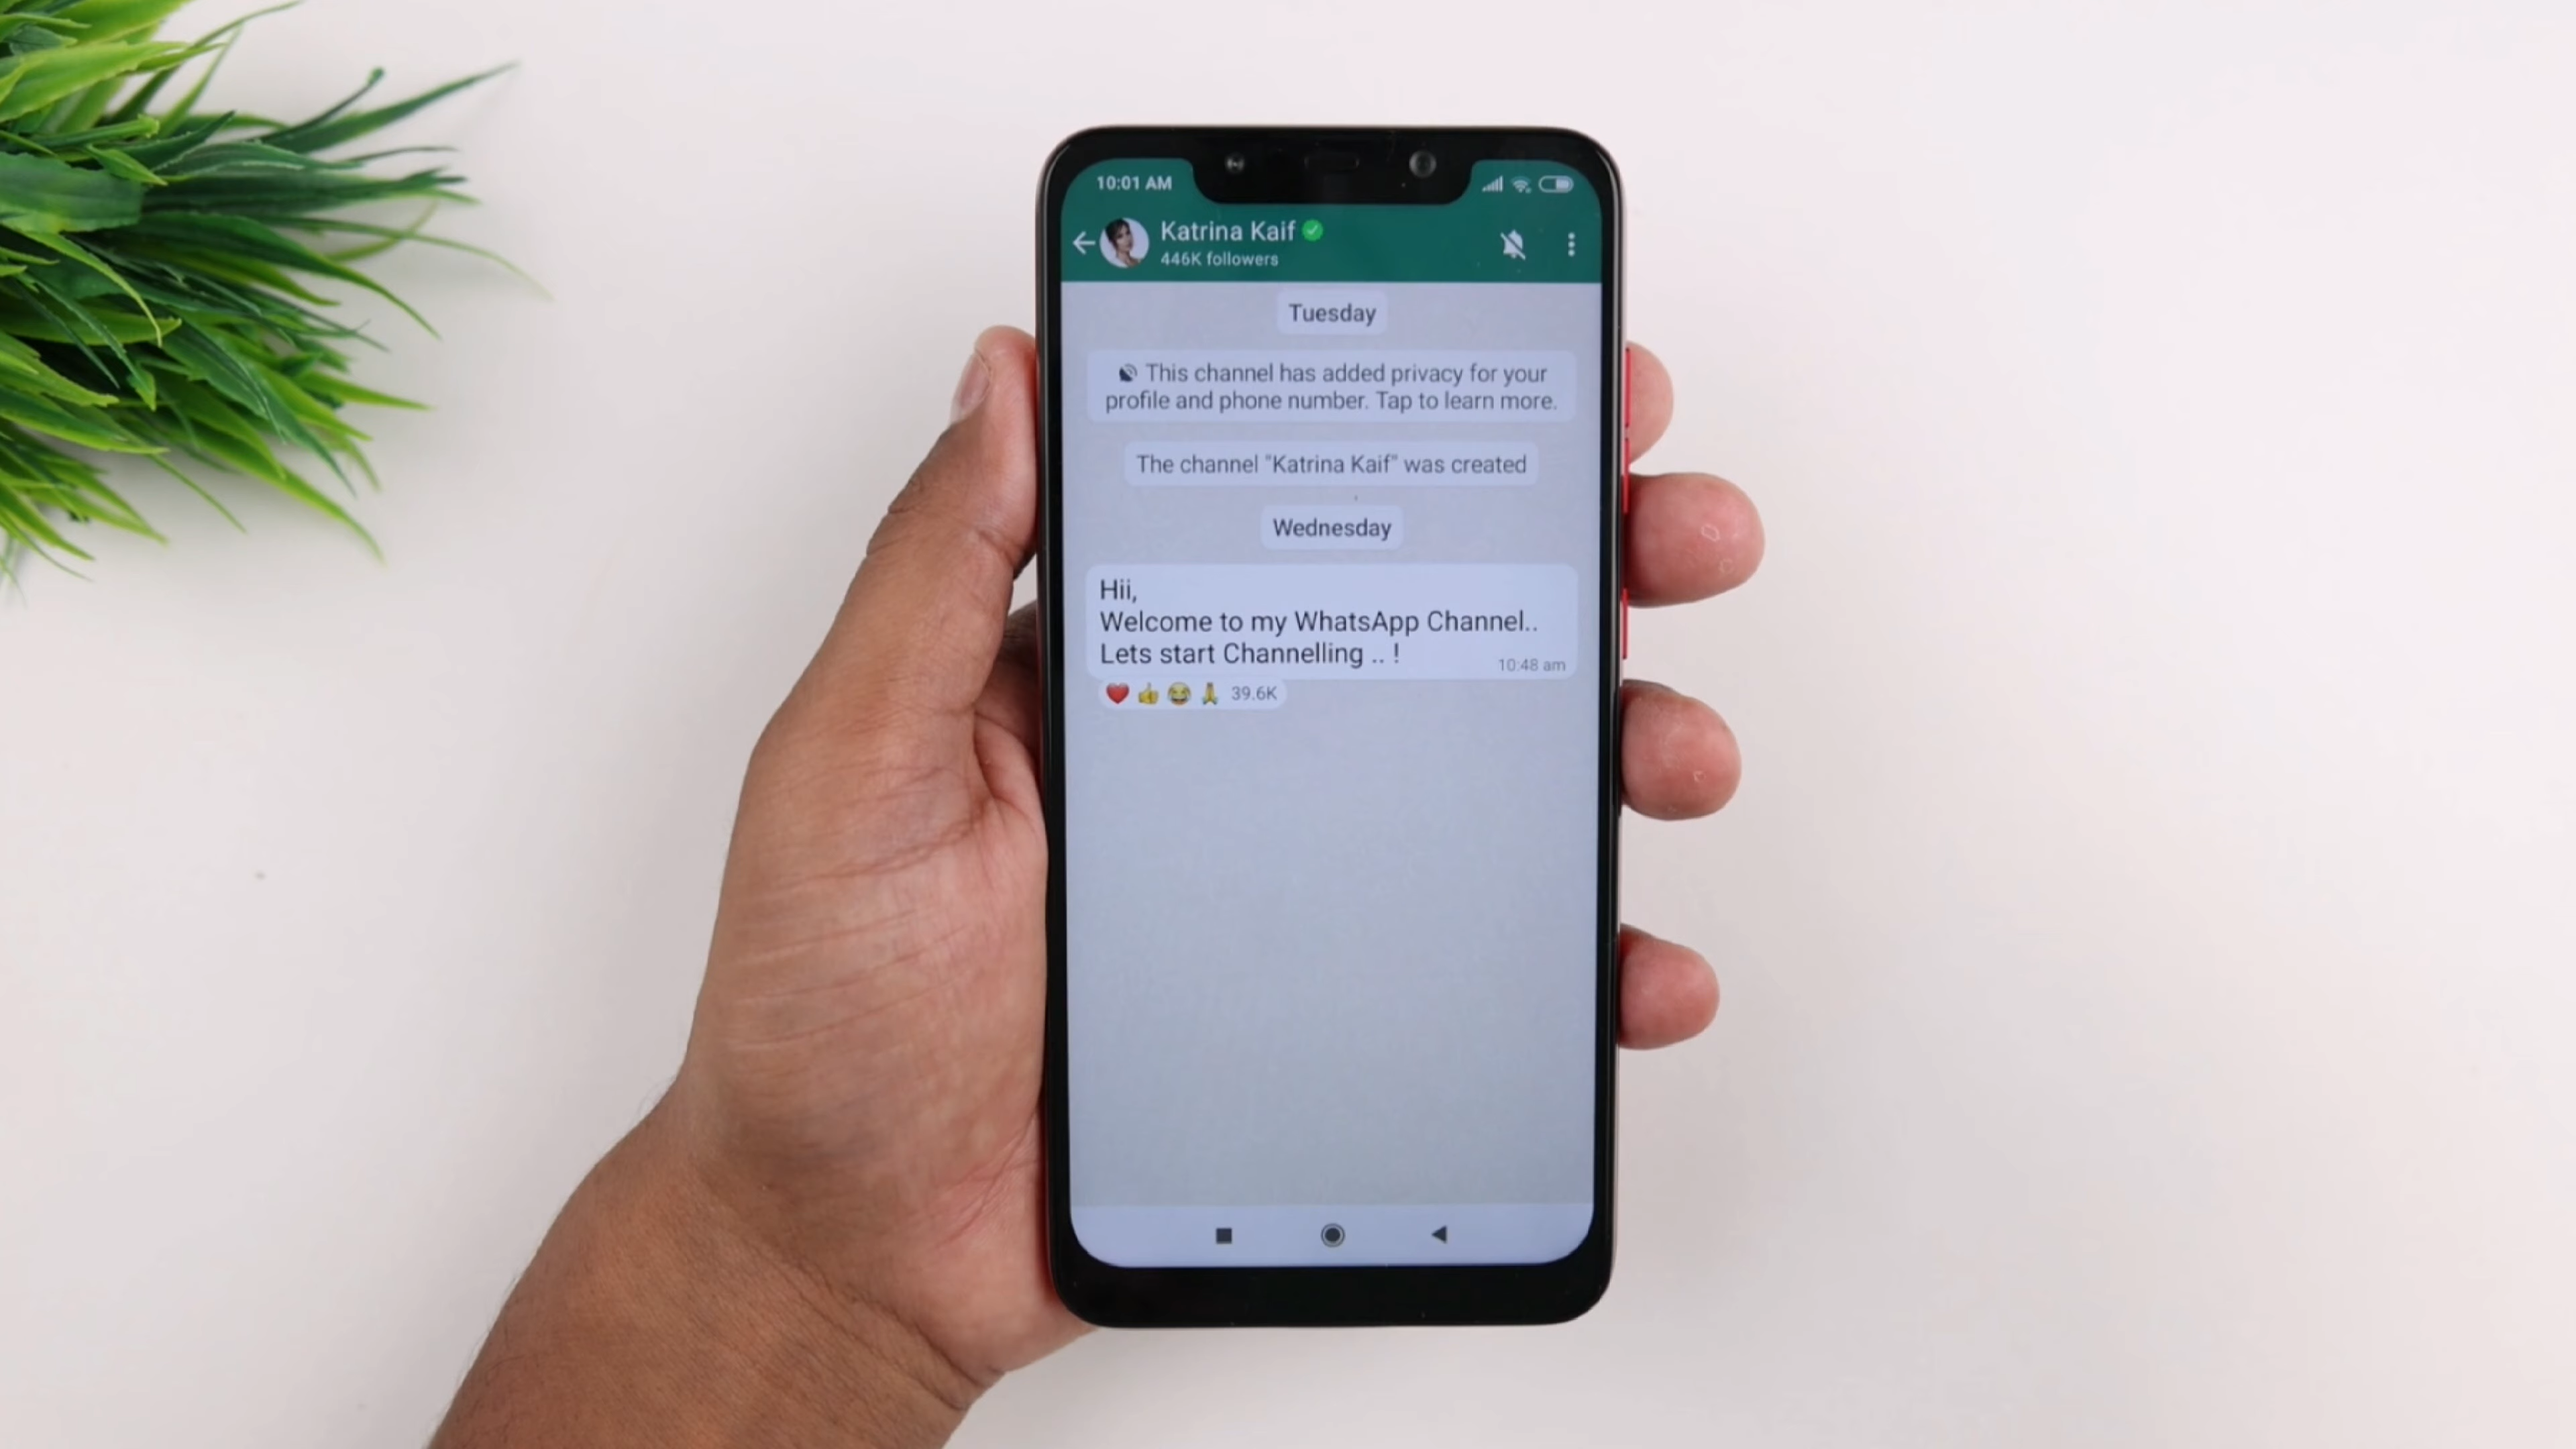 10:01 AM
Katrina Kaif
446K followers
Tuesday
This channel has added privacy for your
profile and phone number. Tap to learn more.
The channel "Katrina Kaif" was created
Wednesday
Hii,
Welcome to my WhatsApp Channel..
Lets start Channelling .. !
10:48 am
39.6K